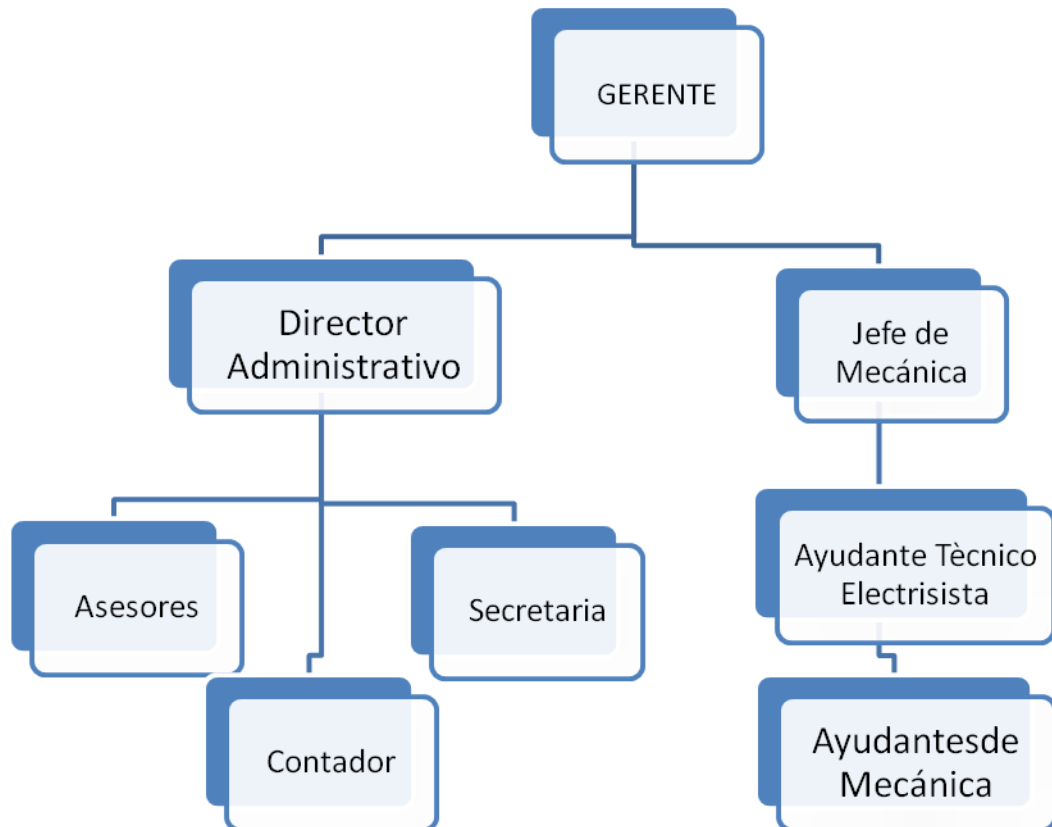 GERENTE
Director
Administrativo
Jefe de
Mecánica
Asesores
Secretaria
Contador
Ayudante Tècnico
Electrisista
Ayudantesde
Mecánica